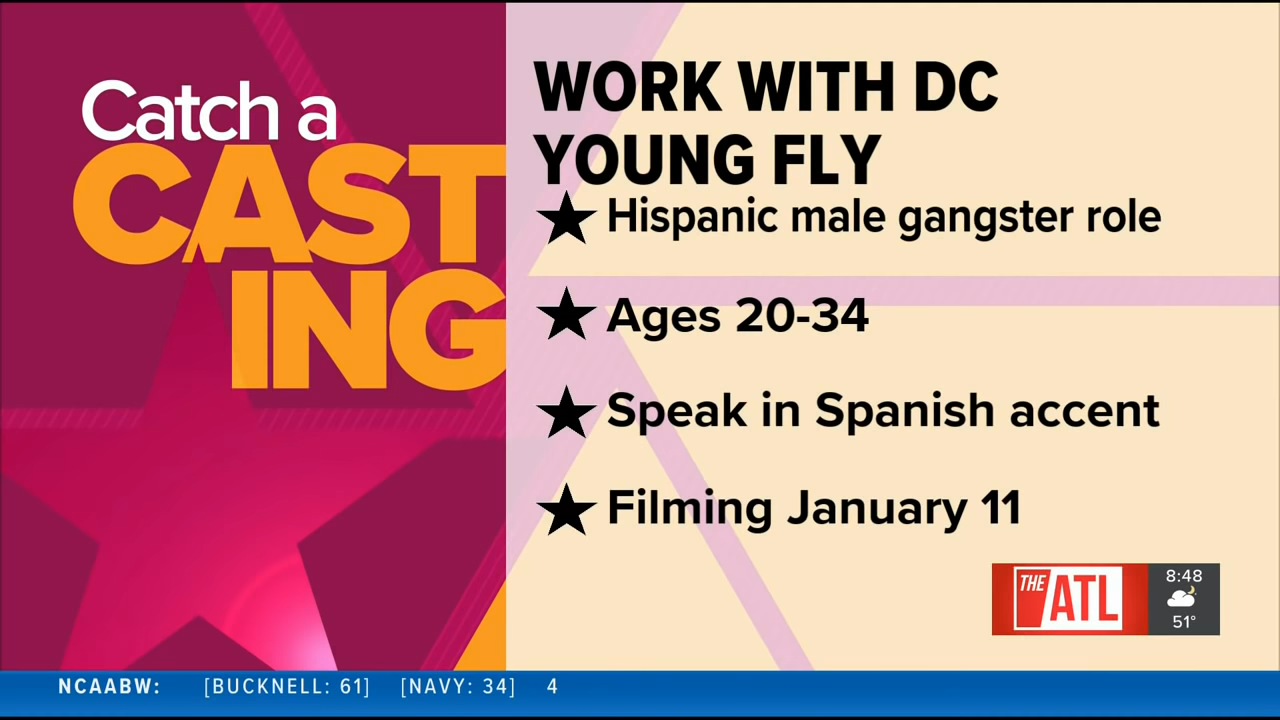 Catch a
CAST
ING
WORK WITH DC
YOUNG FLY
★ Hispanic male gangster role
★ Ages 20-34
★ Speak in Spanish accent
★ Filming January 11
THE ATL
8:48
51°
NCAABW: [BUCKNELL: 61] [NAVY: 34] 4